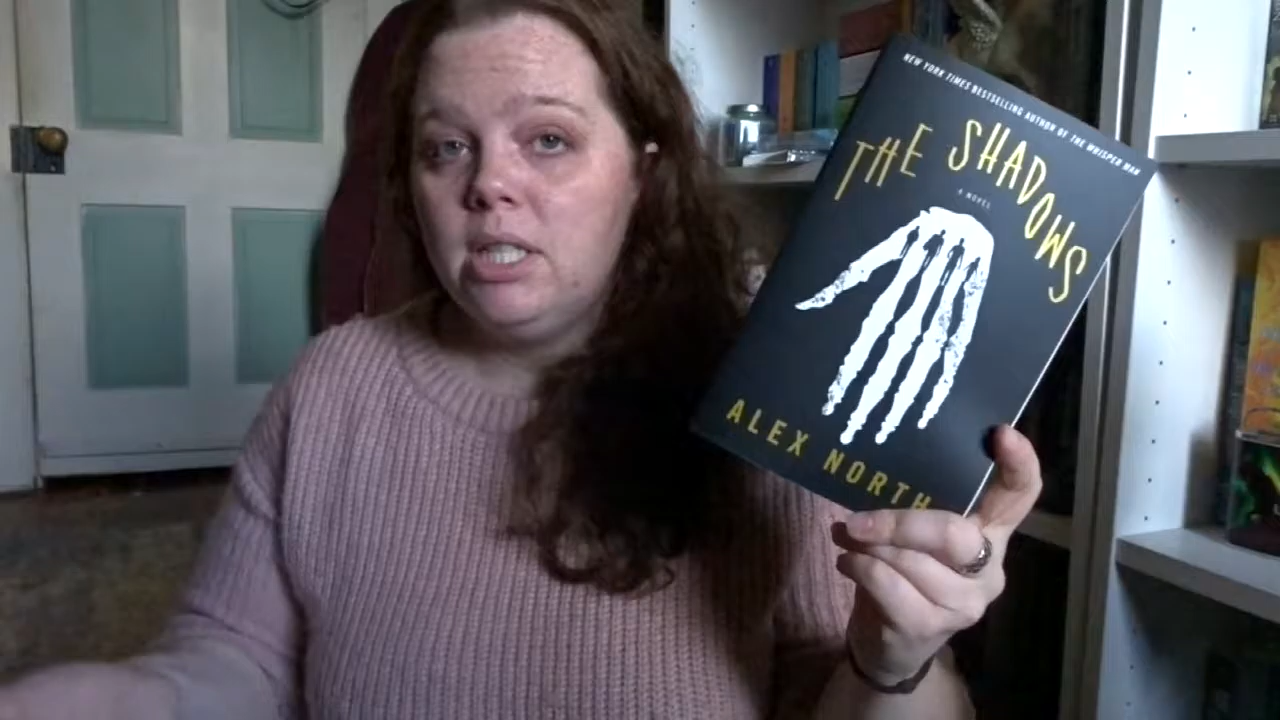 NEW YORK TIMES BESTSELLING AUTHOR OF THE WHISPER MAN
THE SHADOWS
A NOVEL
ALEX NORTH